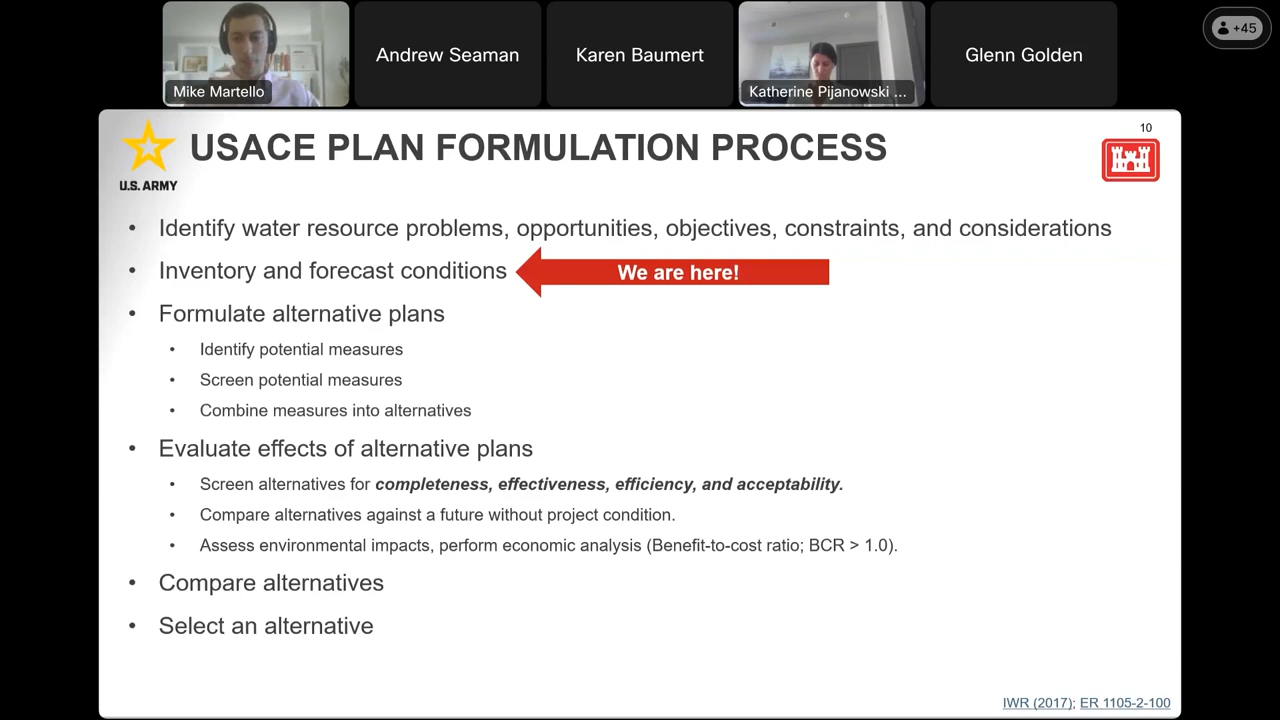 Mike Martello
Andrew Seaman
Karen Baumert
Katherine Pijanowski ...
Glenn Golden
+45
10
U.S. ARMY
USACE PLAN FORMULATION PROCESS
• Identify water resource problems, opportunities, objectives, constraints, and considerations
• Inventory and forecast conditions
We are here!
• Formulate alternative plans
• Identify potential measures
• Screen potential measures
• Combine measures into alternatives
• Evaluate effects of alternative plans
• Screen alternatives for completeness, effectiveness, efficiency, and acceptability.
• Compare alternatives against a future without project condition.
• Assess environmental impacts, perform economic analysis (Benefit-to-cost ratio; BCR > 1.0).
• Compare alternatives
• Select an alternative
IWR (2017); ER 1105-2-100